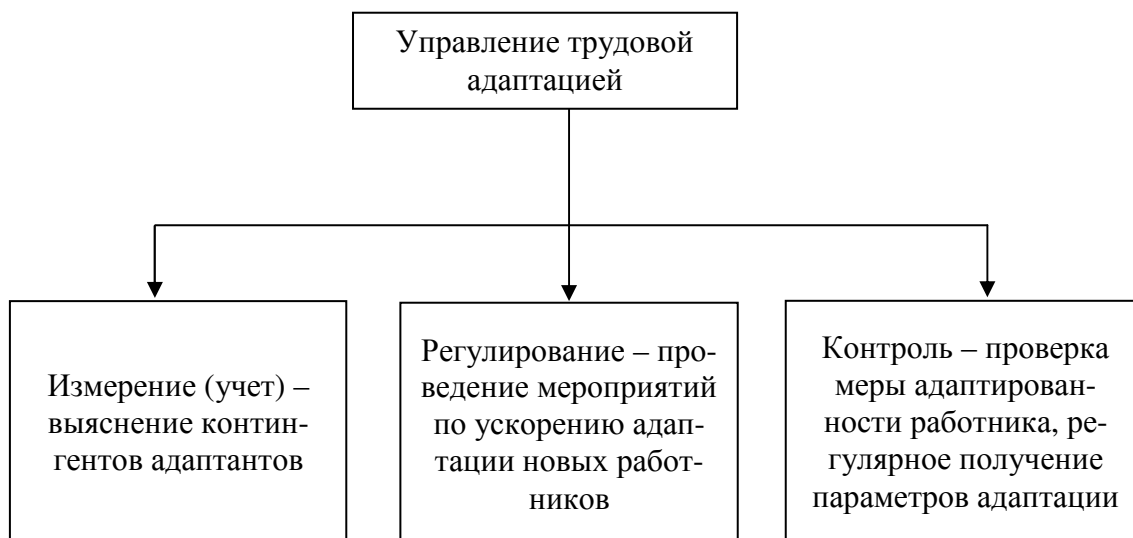 Управление трудовой
адаптацией
Измерение (учет) –
выяснение контин-
гентов адаптантов
Регулирование – про-
ведение мероприятий
по ускорению адап-
тации новых работ-
ников
Контроль – проверка
меры адаптирован-
ности работника, ре-
гулярное получение
параметров адаптации